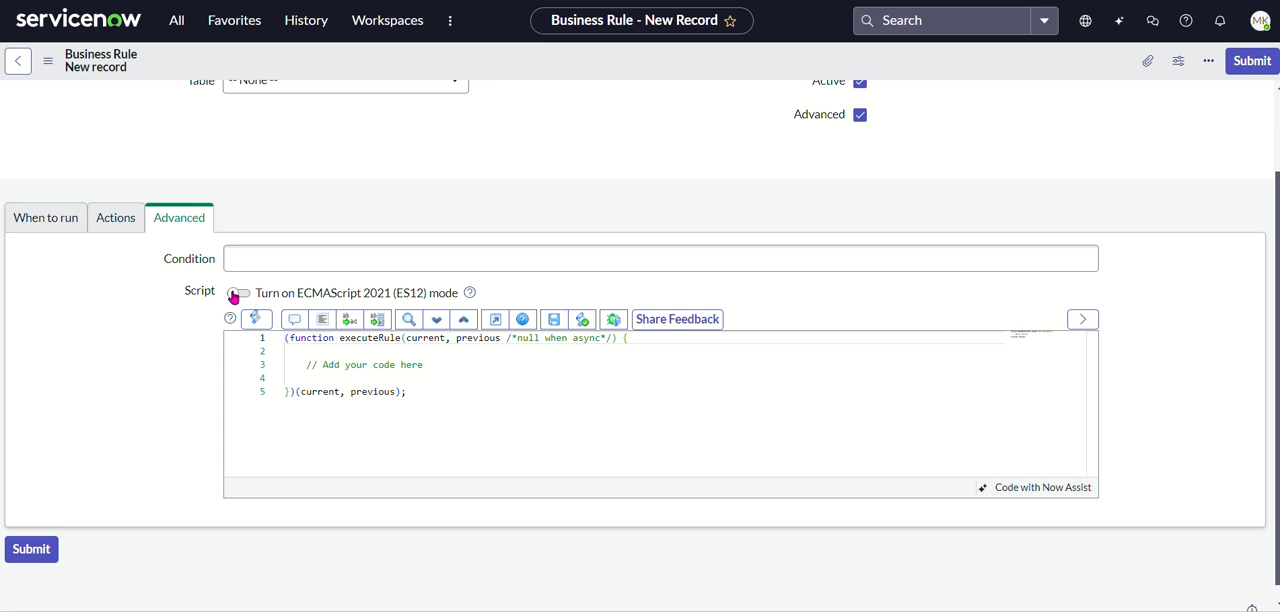 servicenow All Favorites History Workspaces Business Rule - New Record Search MK
Business Rule
New record
Submit
Table -- None -- Active
Advanced
When to run Actions Advanced
Condition
Script Turn on ECMAScript 2021 (ES12) mode
Share Feedback
1 (function executeRule(current, previous /*null when async*/) {
2
3 // Add your code here
4
5 })(current, previous);
Code with Now Assist
Submit